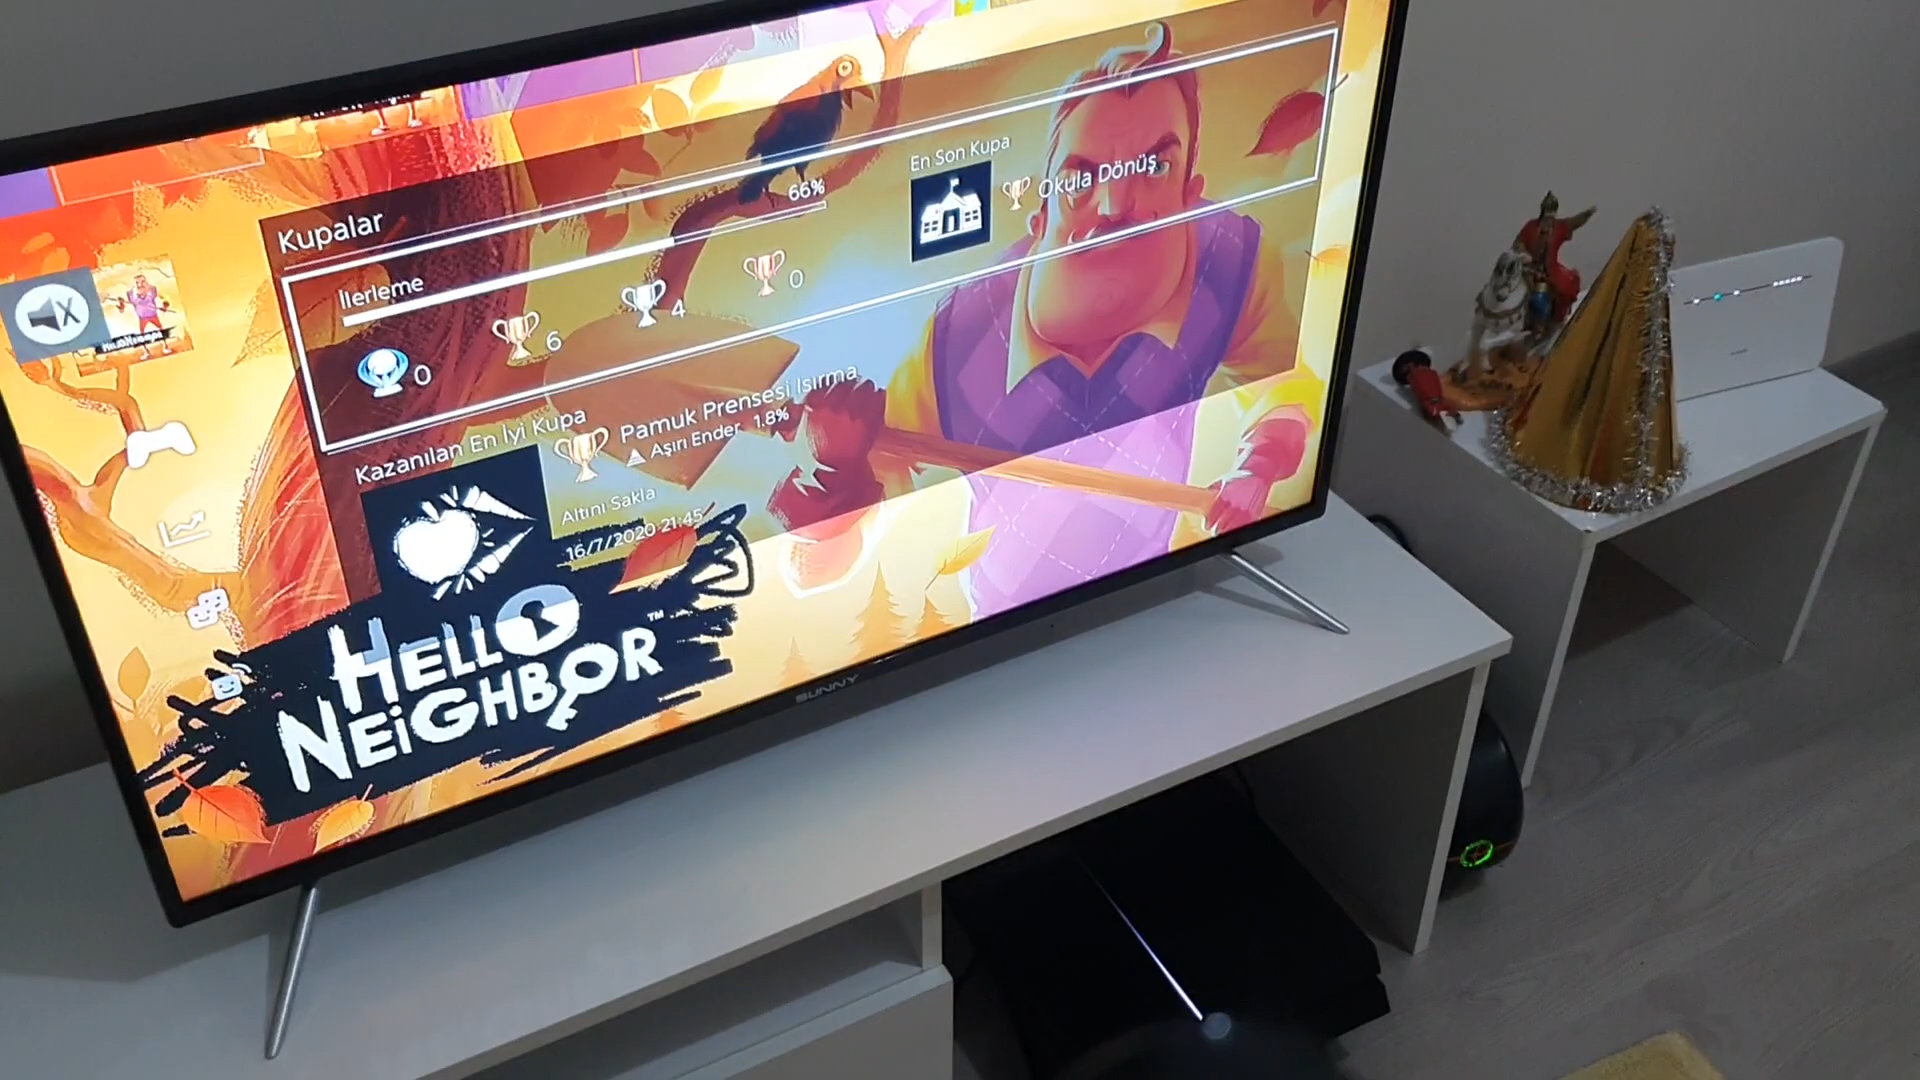 Kupalar
İlerleme
66%
0
6
4
0
En Son Kupa
Okula Dönüş
Kazanılan En İyi Kupa
Pamuk Prensesi Isırma
Aşırı Ender 1.8%
Altını Sakla
16/7/2020 21:45
HELLO
NEiGHBOR™
SUNNY